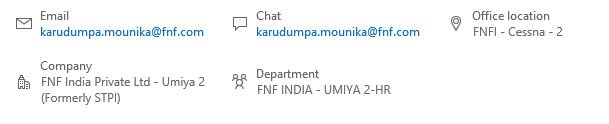 Email
karudumpa.mounika@fnf.com
Chat
karudumpa.mounika@fnf.com
Office location
FNFI - Cessna - 2
Company
FNF India Private Ltd - Umiya 2
(Formerly STPI)
Department
FNF INDIA - UMIYA 2-HR